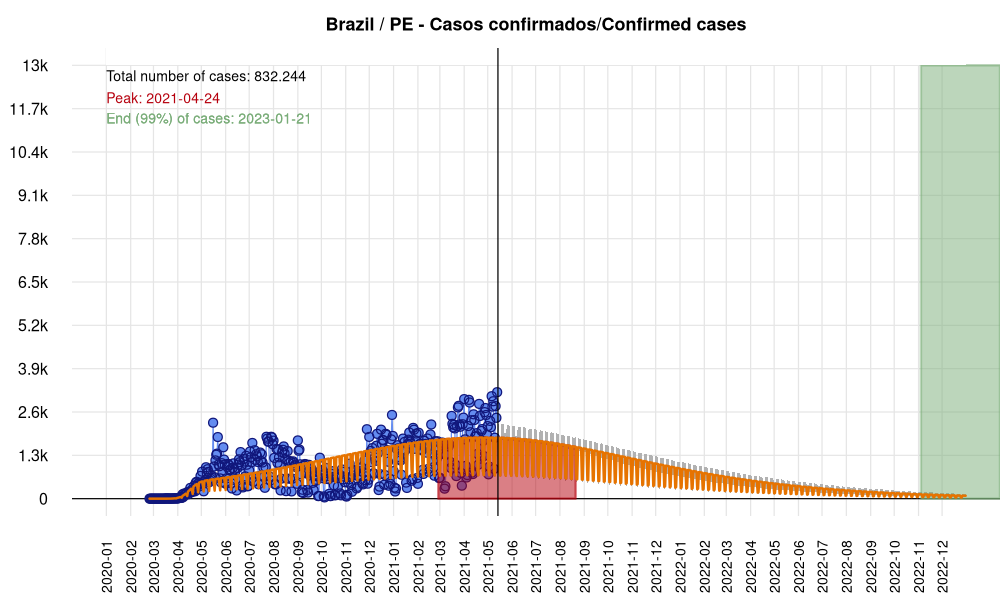 Brazil / PE - Casos confirmados/Confirmed cases
Total number of cases: 832.244
Peak: 2021-04-24
End (99%) of cases: 2023-01-21
13k
11.7k
10.4k
9.1k
7.8k
6.5k
5.2k
3.9k
2.6k
1.3k
0
2020-01
2020-02
2020-03
2020-04
2020-05
2020-06
2020-07
2020-08
2020-09
2020-10
2020-11
2020-12
2021-01
2021-02
2021-03
2021-04
2021-05
2021-06
2021-07
2021-08
2021-09
2021-10
2021-11
2021-12
2022-01
2022-02
2022-03
2022-04
2022-05
2022-06
2022-07
2022-08
2022-09
2022-10
2022-11
2022-12